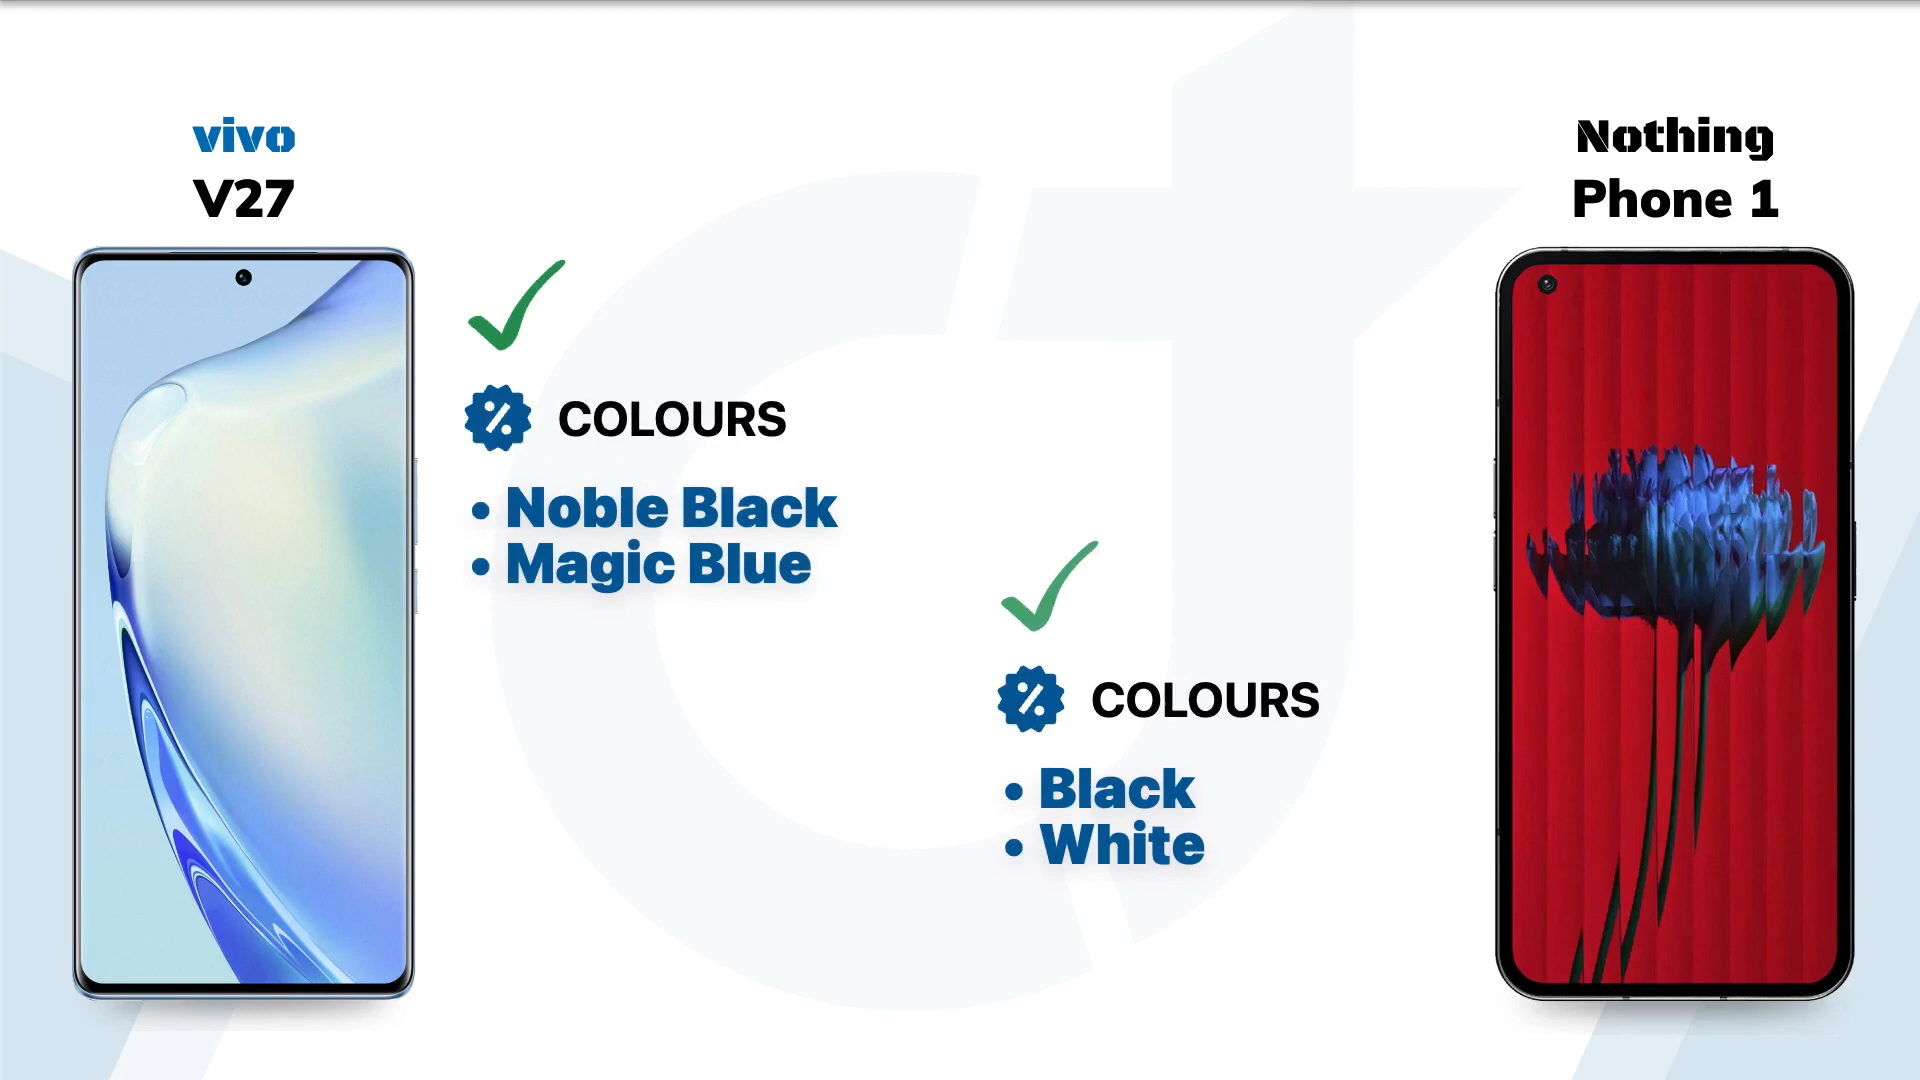 vivo
V27
COLOURS
• Noble Black
• Magic Blue
Nothing
Phone 1
COLOURS
• Black
• White